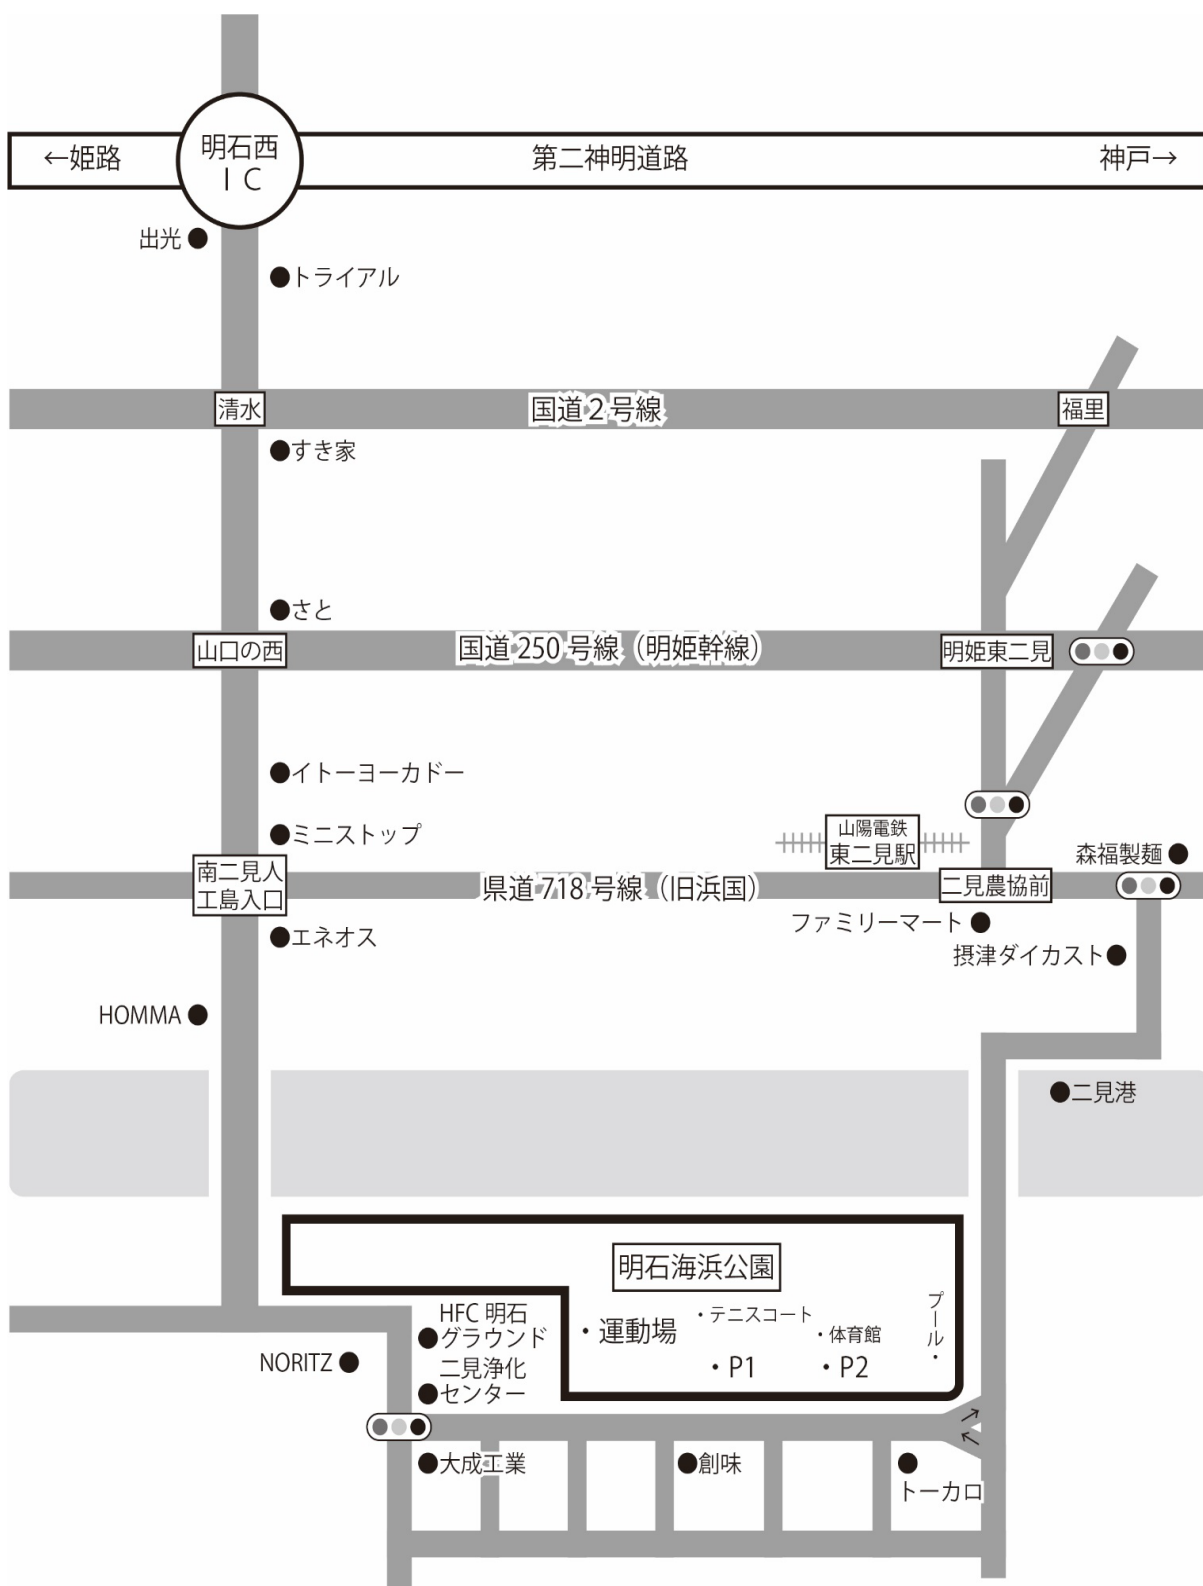 ←姫路
明石西
IC
第二神明道路
神戸→
出光
トライアル
清水
国道2号線
福里
すき家
さと
山口の西
国道250号線（明姫幹線）
明姫東二見
イトーヨーカドー
ミニストップ
山陽電鉄
東二見駅
森福製麺
南二見人
工島入口
県道718号線（旧浜国）
二見農協前
ファミリーマート
エネオス
摂津ダイカスト
HOMMA
二見港
明石海浜公園
HFC明石
グラウンド
・運動場
・テニスコート
・体育館
プール・
・P1
・P2
NORITZ
二見浄化
センター
大成工業
創味
トーカロ